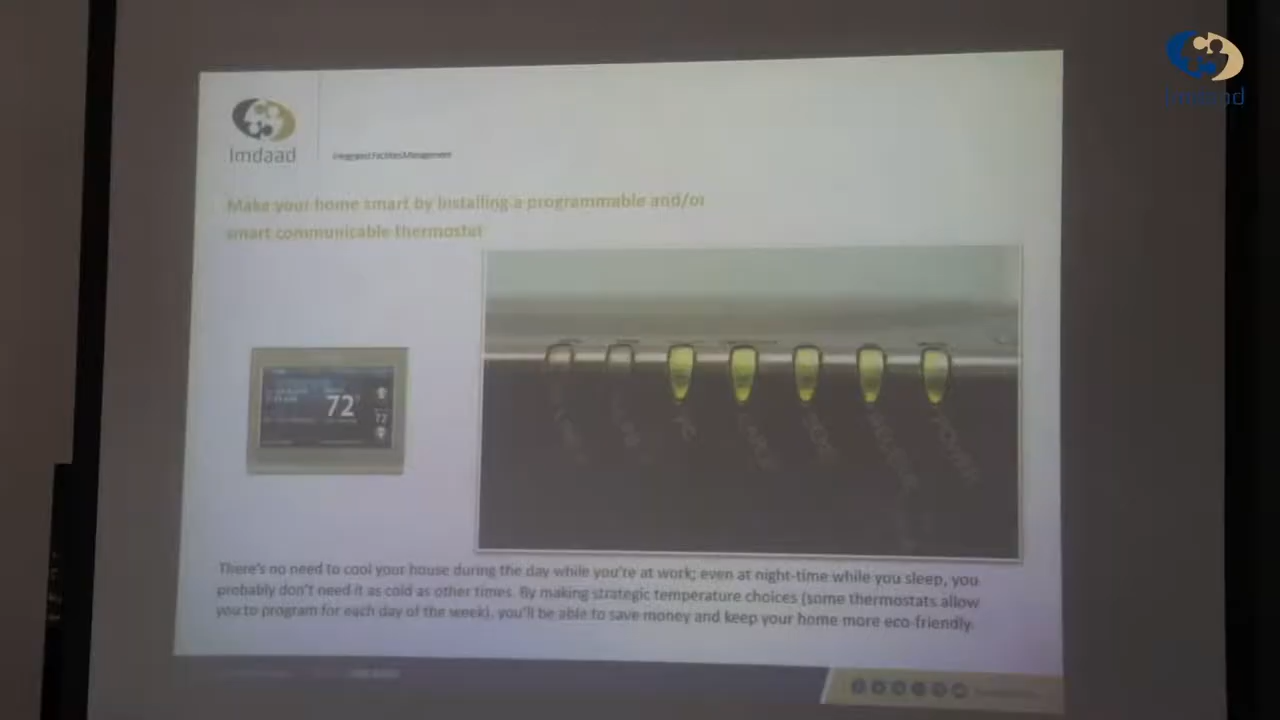 Imdaad
Imdaad
Integrated Facilities Management
Make your home smart by installing a programmable and/or
smart communicable thermostat
72
72
PC
CABLE
POWER
There's no need to cool your house during the day while you're at work; even at night-time while you sleep, you
probably don't need it as cold as other times. By making strategic temperature choices (some thermostats allow
you to program for each day of the week), you'll be able to save money and keep your home more eco-friendly.